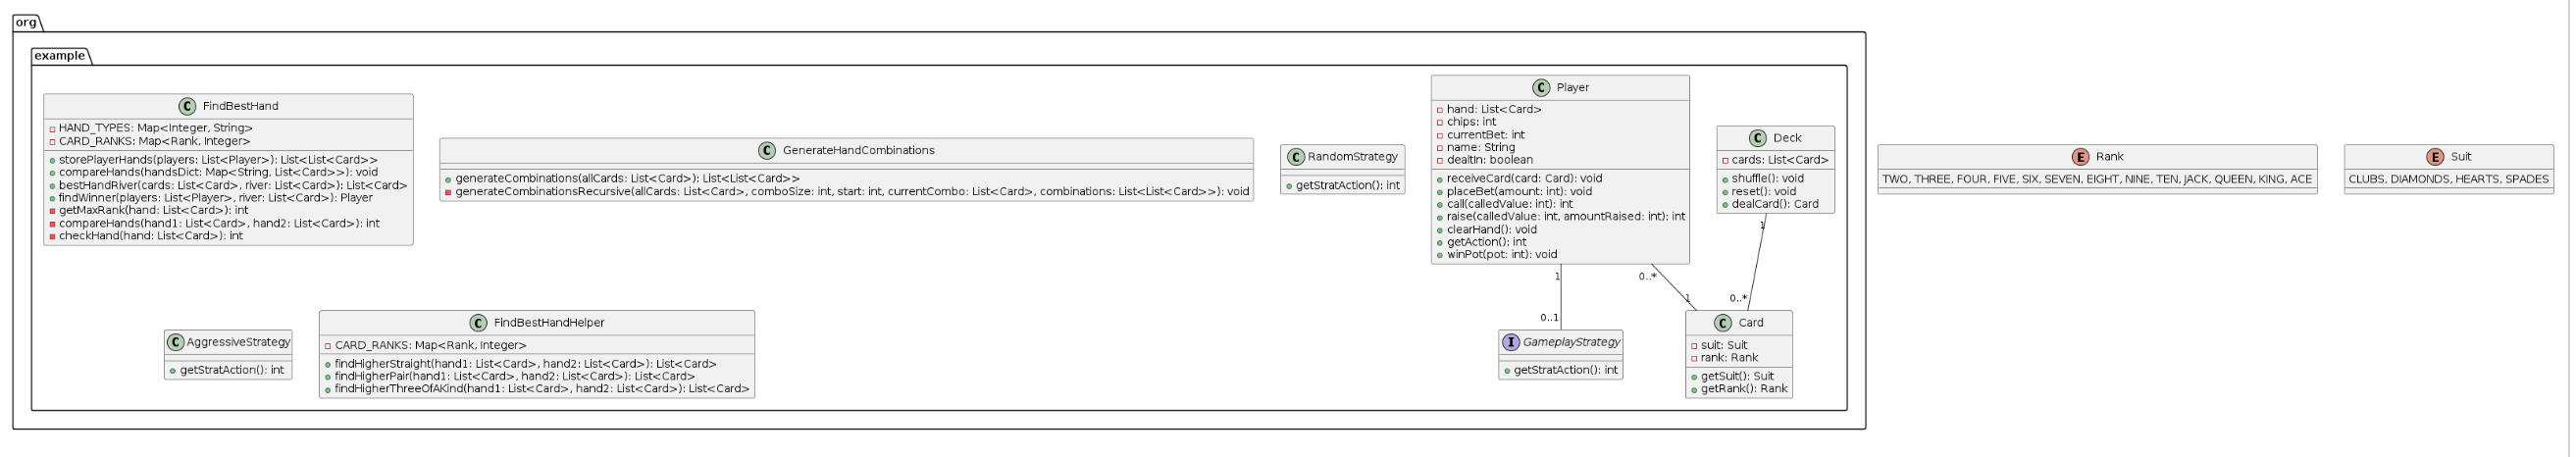 org
example
C FindBestHand
HAND_TYPES: Map<Integer, String>
CARD_RANKS: Map<Rank, Integer>
storePlayerHands(players: List<Player>): List<List<Card>>
compareHands(handsDict: Map<String, List<Card>>): void
bestHandRiver(cards: List<Card>, river: List<Card>): List<Card>
findWinner(players: List<Player>, river: List<Card>): Player
getMaxRank(hand: List<Card>): int
compareHands(hand1: List<Card>, hand2: List<Card>): int
checkHand(hand: List<Card>): int
C GenerateHandCombinations
generateCombinations(allCards: List<Card>): List<List<Card>>
generateCombinationsRecursive(allCards: List<Card>, comboSize: int, start: int, currentCombo: List<Card>, combinations: List<List<Card>>): void
C RandomStrategy
getStratAction(): int
C Player
hand: List<Card>
chips: int
currentBet: int
name: String
dealtIn: boolean
receiveCard(card: Card): void
placeBet(amount: int): void
call(calledValue: int): int
raise(calledValue: int, amountRaised: int): int
clearHand(): void
getAction(): int
winPot(pot: int): void
C Deck
cards: List<Card>
shuffle(): void
reset(): void
dealCard(): Card
E Rank
TWO, THREE, FOUR, FIVE, SIX, SEVEN, EIGHT, NINE, TEN, JACK, QUEEN, KING, ACE
E Suit
CLUBS, DIAMONDS, HEARTS, SPADES
1
0..1
0..*
1
1
0..*
C AggressiveStrategy
getStratAction(): int
C FindBestHandHelper
CARD_RANKS: Map<Rank, Integer>
findHigherStraight(hand1: List<Card>, hand2: List<Card>): List<Card>
findHigherPair(hand1: List<Card>, hand2: List<Card>): List<Card>
findHigherThreeOfAKind(hand1: List<Card>, hand2: List<Card>): List<Card>
I GameplayStrategy
getStratAction(): int
C Card
suit: Suit
rank: Rank
getSuit(): Suit
getRank(): Rank